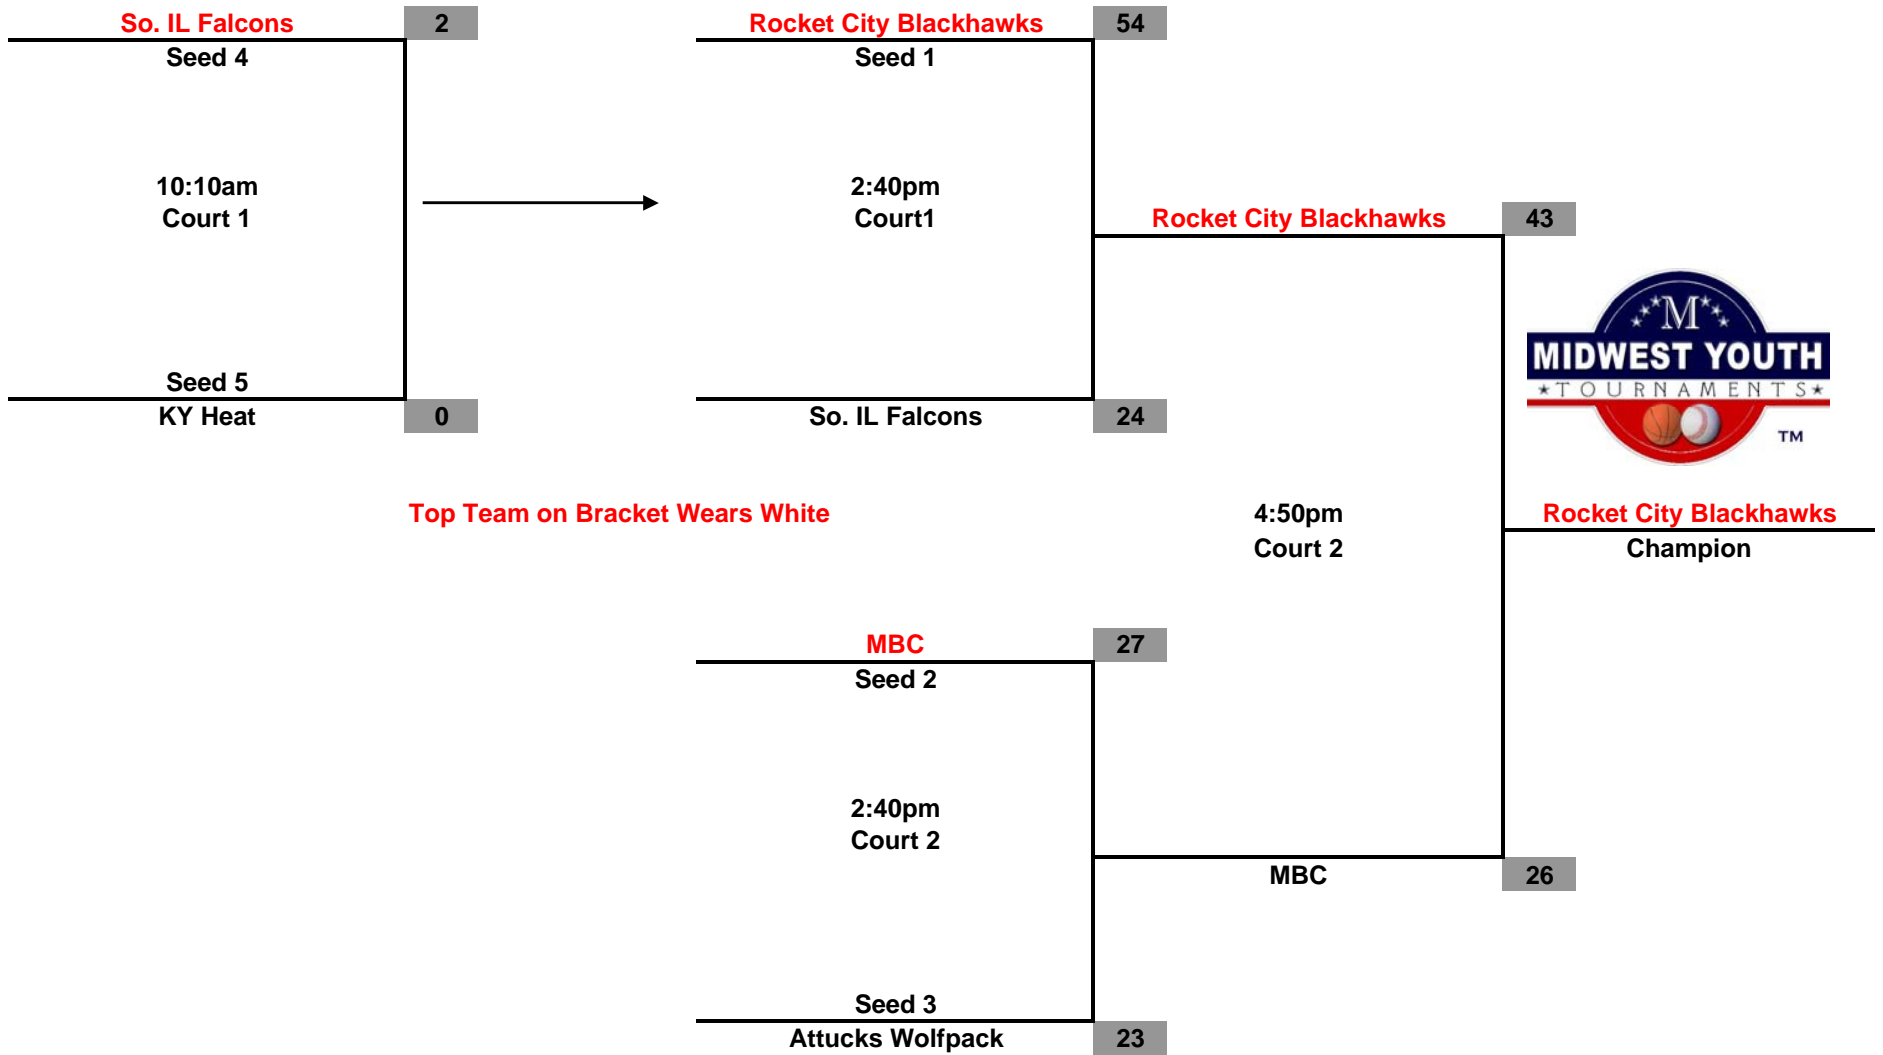 So. IL Falcons 2
Seed 4
10:10am
Court 1
Seed 5
KY Heat 0
Rocket City Blackhawks 54
Seed 1
2:40pm
Court1
So. IL Falcons 24
Rocket City Blackhawks 43
M
MIDWEST YOUTH
TOURNAMENTS
TM
Top Team on Bracket Wears White
4:50pm
Court 2
Rocket City Blackhawks
Champion
MBC 27
Seed 2
2:40pm
Court 2
MBC 26
Seed 3
Attucks Wolfpack 23